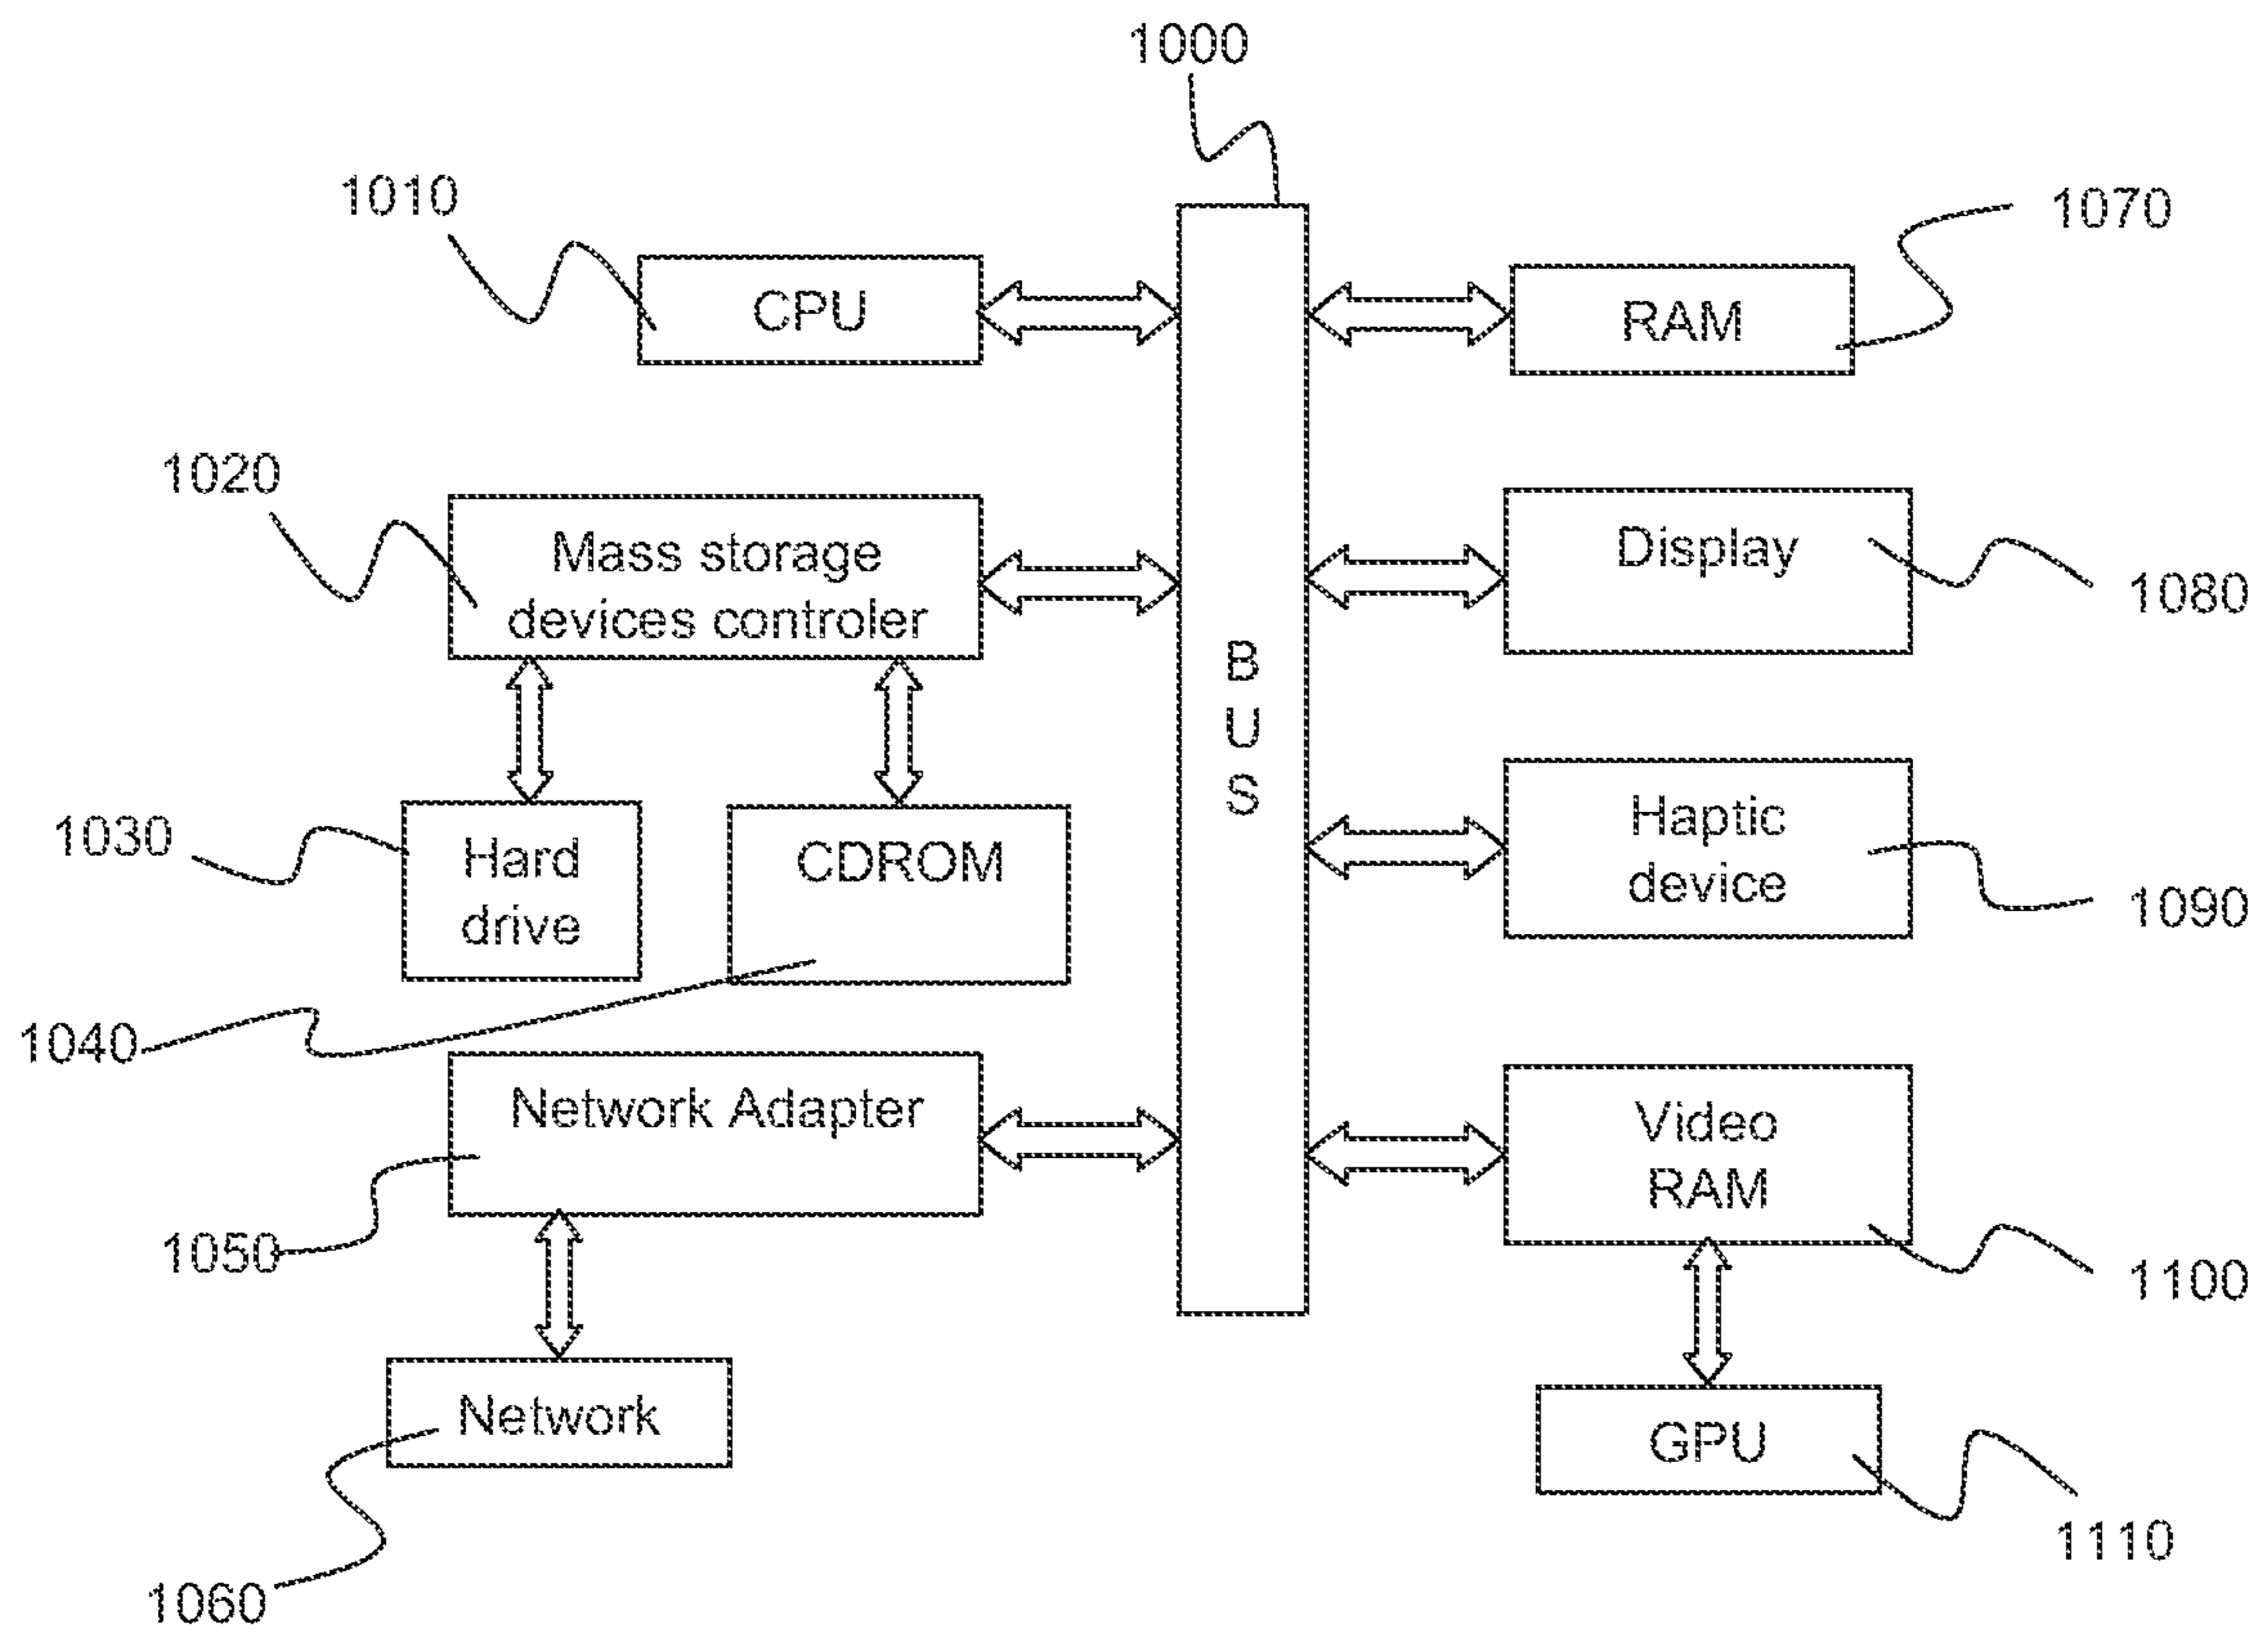 1000
1010
CPU
1070
RAM
1020
Mass storage
devices controler
Display
1080
B
U
S
1030
Hard
drive
CDROM
Haptic
device
1090
1040
Network Adapter
1050
Video
RAM
1100
Network
1060
GPU
1110